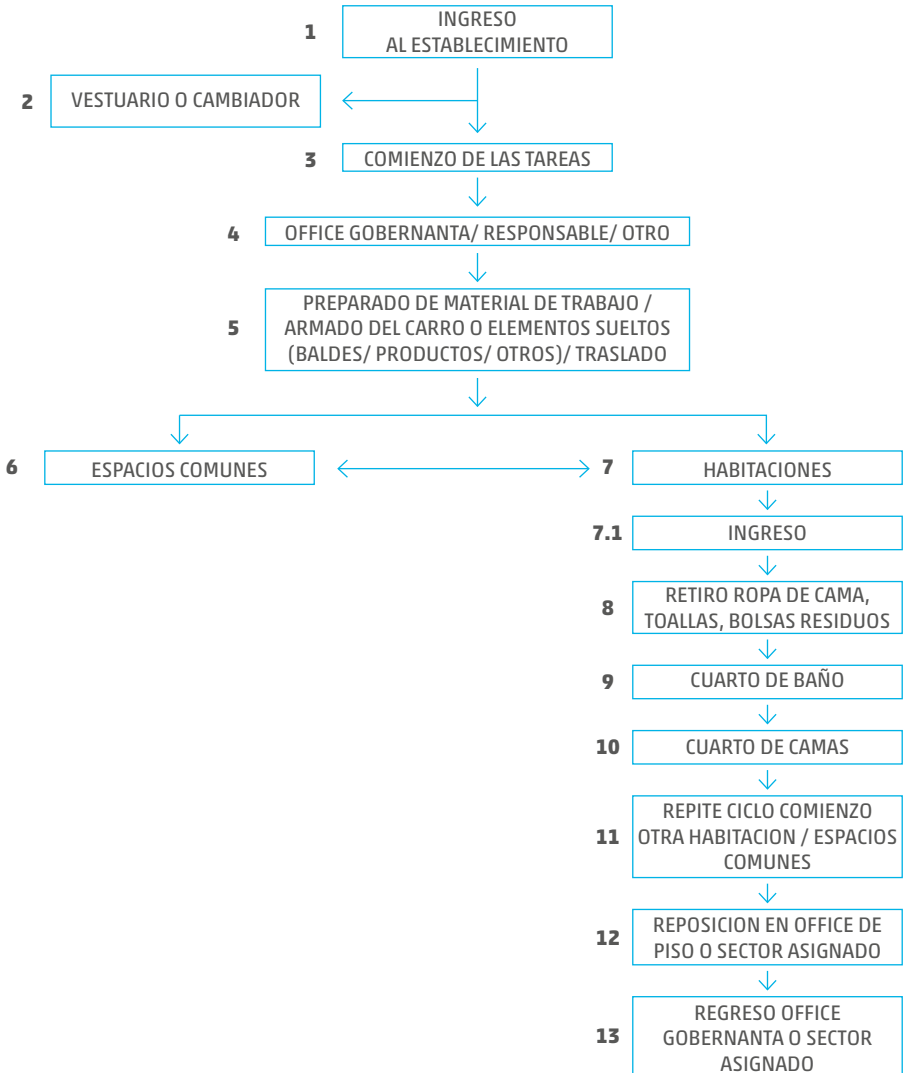 1
INGRESO
AL ESTABLECIMIENTO
2
VESTUARIO O CAMBIADOR
3
COMIENZO DE LAS TAREAS
4
OFFICE GOBERNANTA/ RESPONSABLE/ OTRO
5
PREPARADO DE MATERIAL DE TRABAJO /
ARMADO DEL CARRO O ELEMENTOS SUELTOS
(BALDES/ PRODUCTOS/ OTROS)/ TRASLADO
6
ESPACIOS COMUNES
7
HABITACIONES
7.1
INGRESO
8
RETIRO ROPA DE CAMA,
TOALLAS, BOLSAS RESIDUOS
9
CUARTO DE BAÑO
10
CUARTO DE CAMAS
11
REPITE CICLO COMIENZO
OTRA HABITACION / ESPACIOS
COMUNES
12
REPOSICION EN OFFICE DE
PISO O SECTOR ASIGNADO
13
REGRESO OFFICE
GOBERNANTA O SECTOR
ASIGNADO